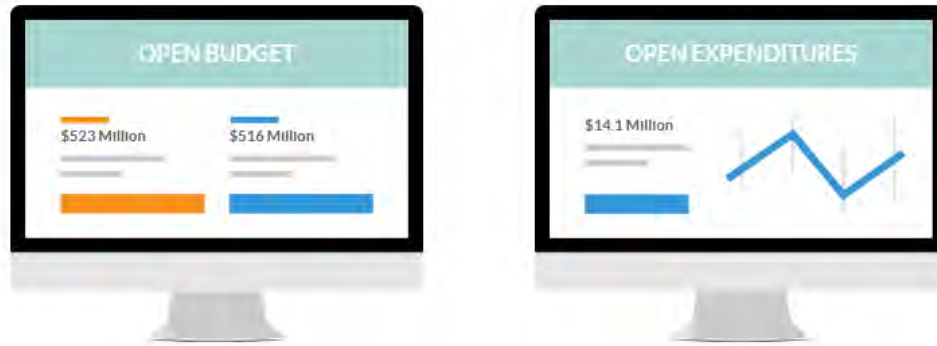 OPEN BUDGET
$523 Million
$516 Million
OPEN EXPENDITURES
$14.1 Million